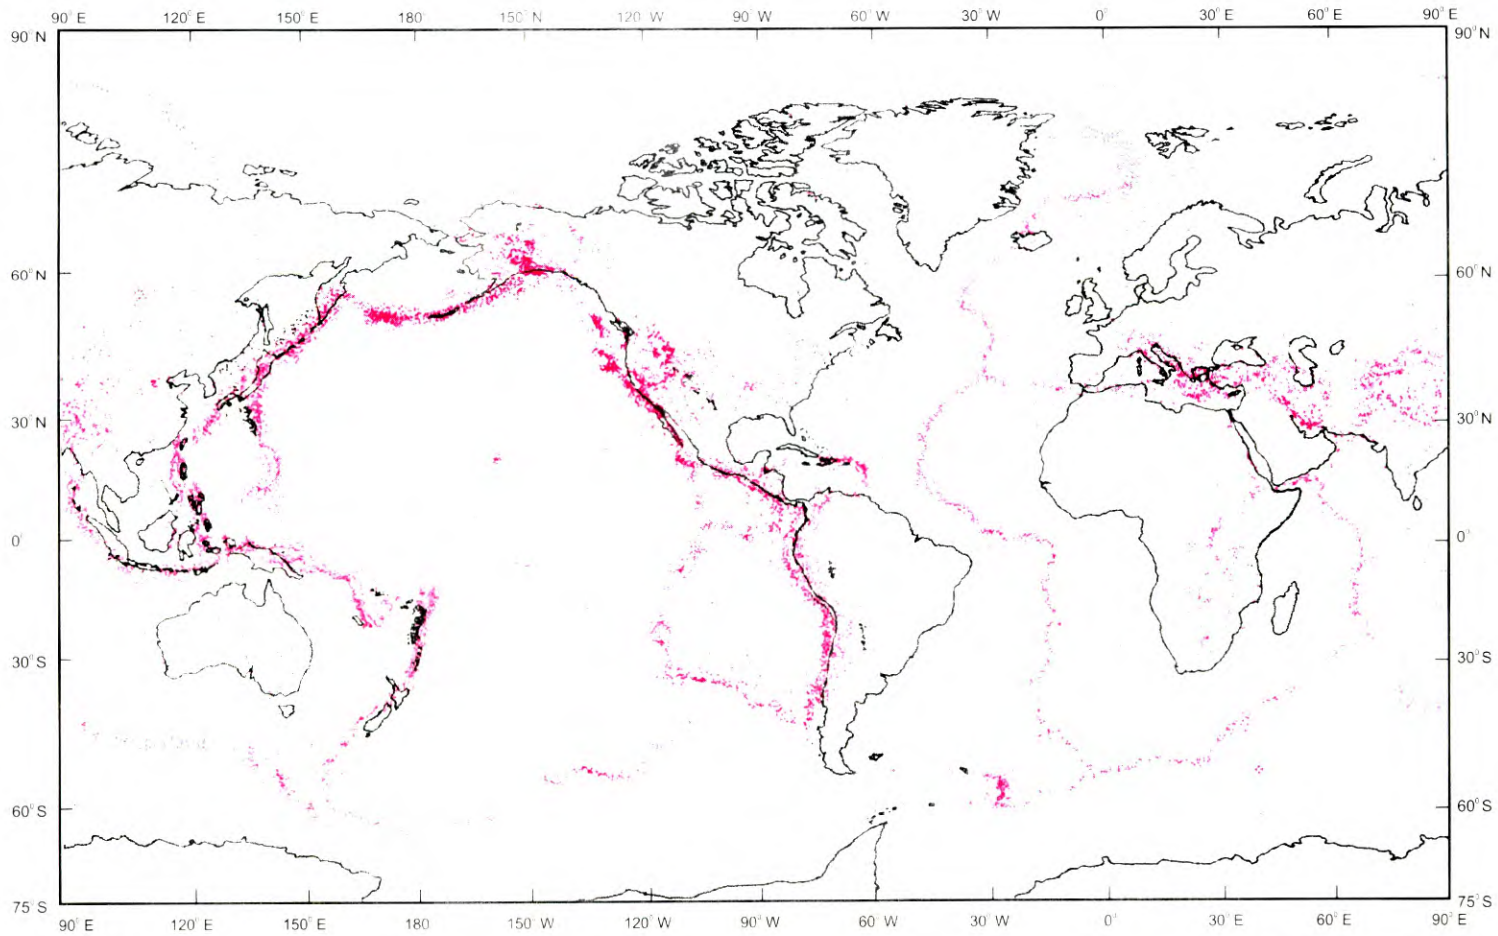 90° E 120° E 150° E 180 150° N 120° W 90° W 60° W 30° W 0° 30° E 60° E 90° E
90° N 90° N
60° N 60° N
30° N 30° N
0° 0°
30° S 30° S
60° S 60° S
75° S 75° S
90° E 120° E 150° E 180 150° W 120° W 90° W 60° W 30° W 0° 30° E 60° E 90° E